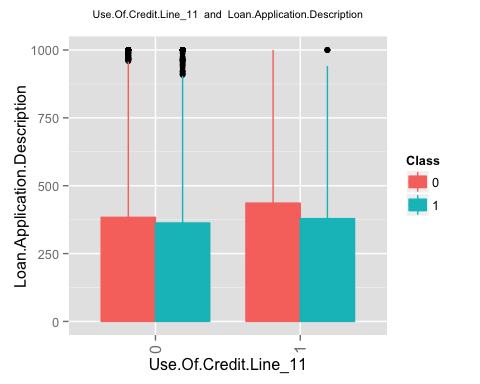 Use.Of.Credit.Line_11 and Loan.Application.Description
Loan.Application.Description
1000
750
500
250
0
0
1
Use.Of.Credit.Line_11
Class
0
1